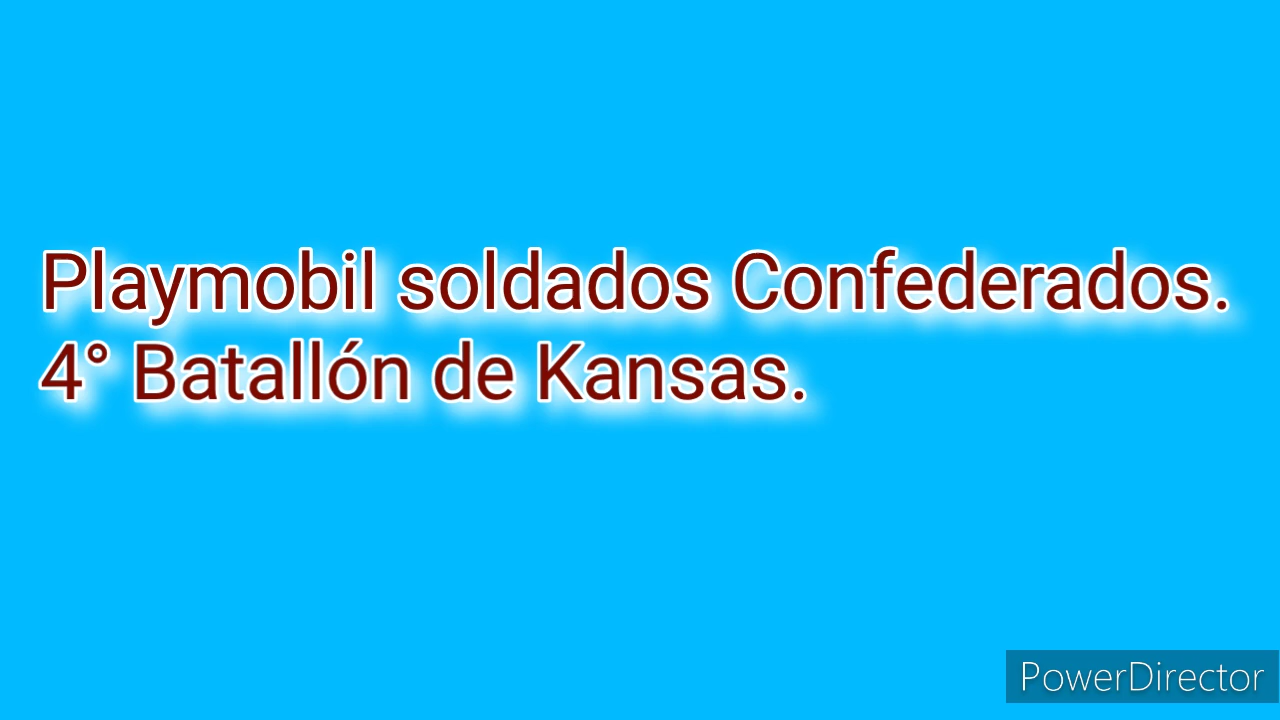 Playmobil soldados Confederados.
4° Batallón de Kansas.
PowerDirector